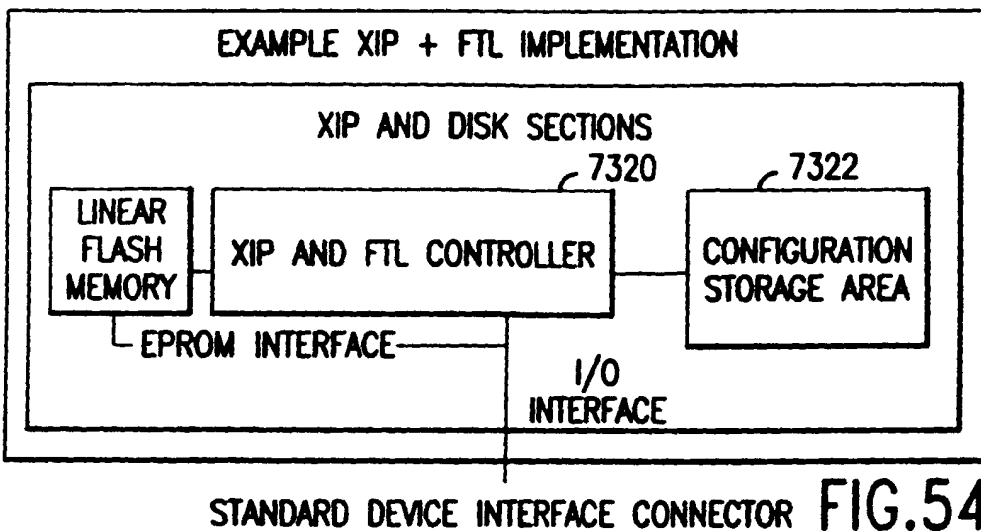 EXAMPLE XIP + FTL IMPLEMENTATION
XIP AND DISK SECTIONS
7320
7322
LINEAR
FLASH
MEMORY
XIP AND FTL CONTROLLER
CONFIGURATION
STORAGE AREA
EPROM INTERFACE
I/O
INTERFACE
STANDARD DEVICE INTERFACE CONNECTOR
FIG.54